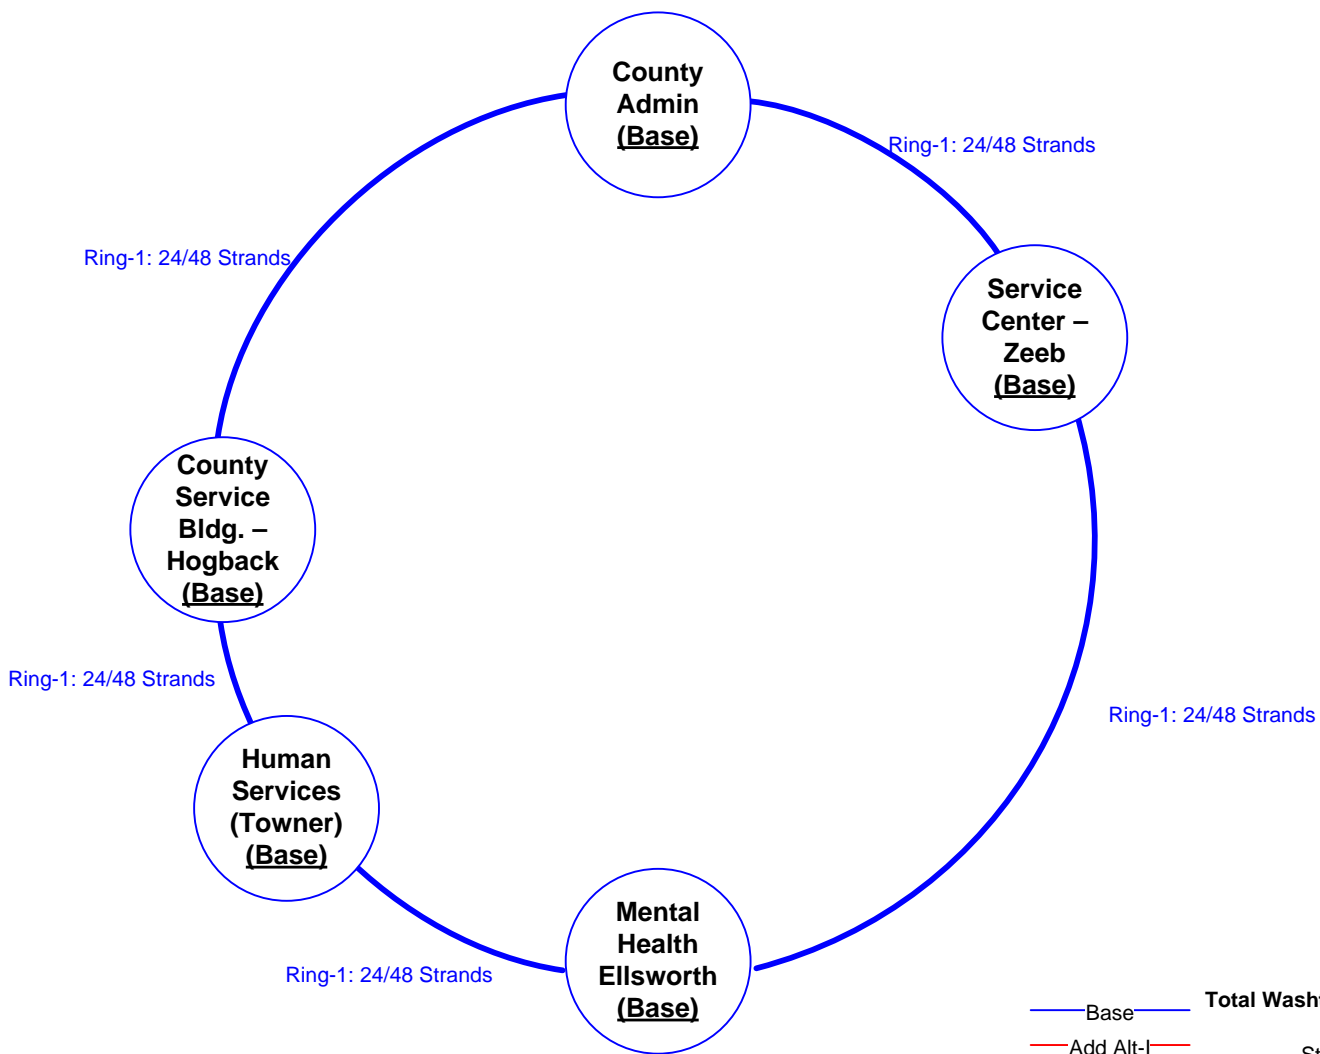 County
Admin
(Base)
Ring-1: 24/48 Strands
Ring-1: 24/48 Strands
Service
Center –
Zeeb
(Base)
County
Service
Bldg. –
Hogback
(Base)
Ring-1: 24/48 Strands
Ring-1: 24/48 Strands
Human
Services
(Towner)
(Base)
Mental
Health
Ellsworth
(Base)
Ring-1: 24/48 Strands
Base
Total
Add Alt-I